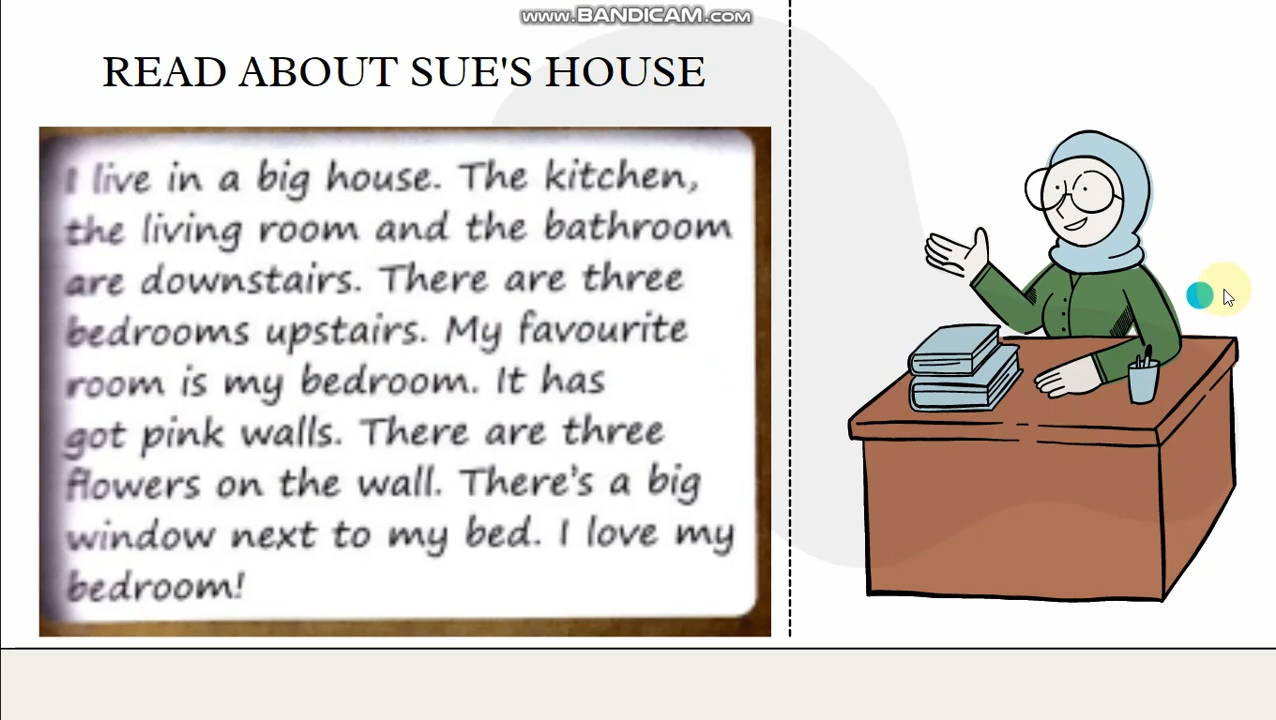 www.BANDICAM.com
READ ABOUT SUE'S HOUSE
I live in a big house. The kitchen,
the living room and the bathroom
are downstairs. There are three
bedrooms upstairs. My favourite
room is my bedroom. It has
got pink walls. There are three
flowers on the wall. There's a big
window next to my bed. I love my
bedroom!